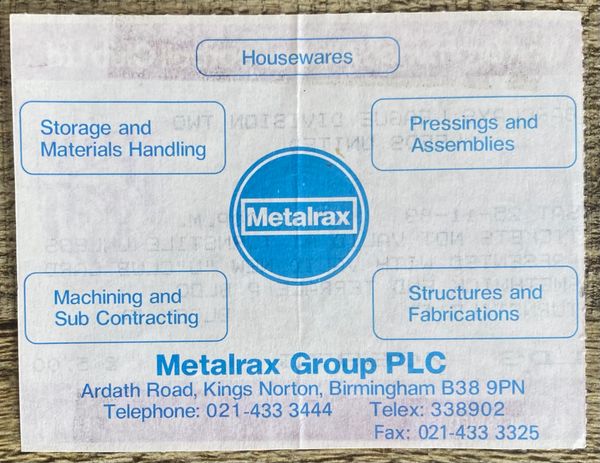 Housewares
Storage and
Materials Handling
Pressings and
Assemblies
Metalrax
Machining and
Sub Contracting
Structures and
Fabrications
Metalrax Group PLC
Ardath Road, Kings Norton, Birmingham B38 9PN
Telephone: 021-433 3444 Telex: 338902
Fax: 021-433 3325